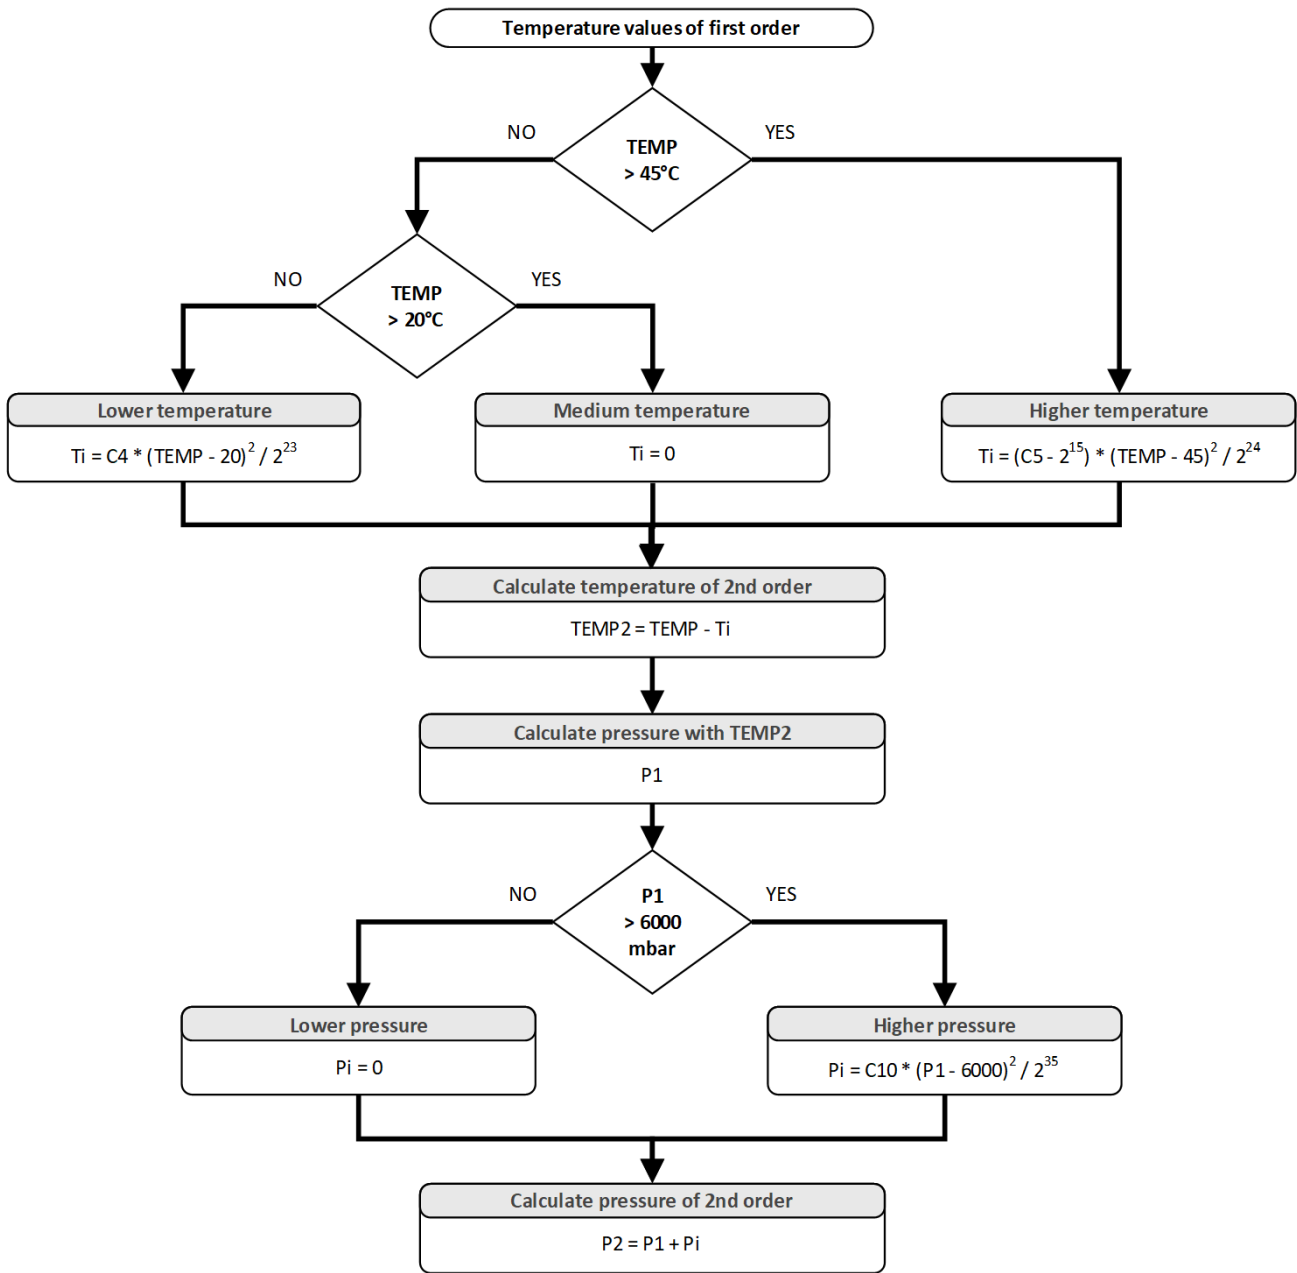 Temperature values of first order
TEMP
> 45°C
NO
YES
TEMP
> 20°C
NO
YES
Lower temperature
Ti = C4 * (TEMP - 20)² / 2²³
Medium temperature
Ti = 0
Higher temperature
Ti = (C5 - 2¹⁵) * (TEMP - 45)² / 2²⁴
Calculate temperature of 2nd order
TEMP2 = TEMP - Ti
Calculate pressure with TEMP2
P1
NO
YES
P1
> 6000
mbar
Lower pressure
Pi = 0
Higher pressure
Pi = C10 * (P1 - 6000)² / 2³⁵
Calculate pressure of 2nd order
P2 = P1 + Pi